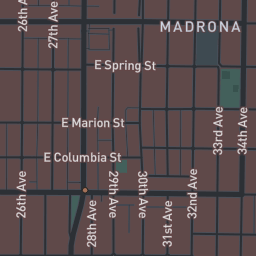 26th Ave
27th Ave
MADRONA
E Spring St
E Marion St
33rd Ave
34th Ave
E Columbia St
26th Ave
28th Ave
29th Ave
30th Ave
31st Ave
32nd Ave